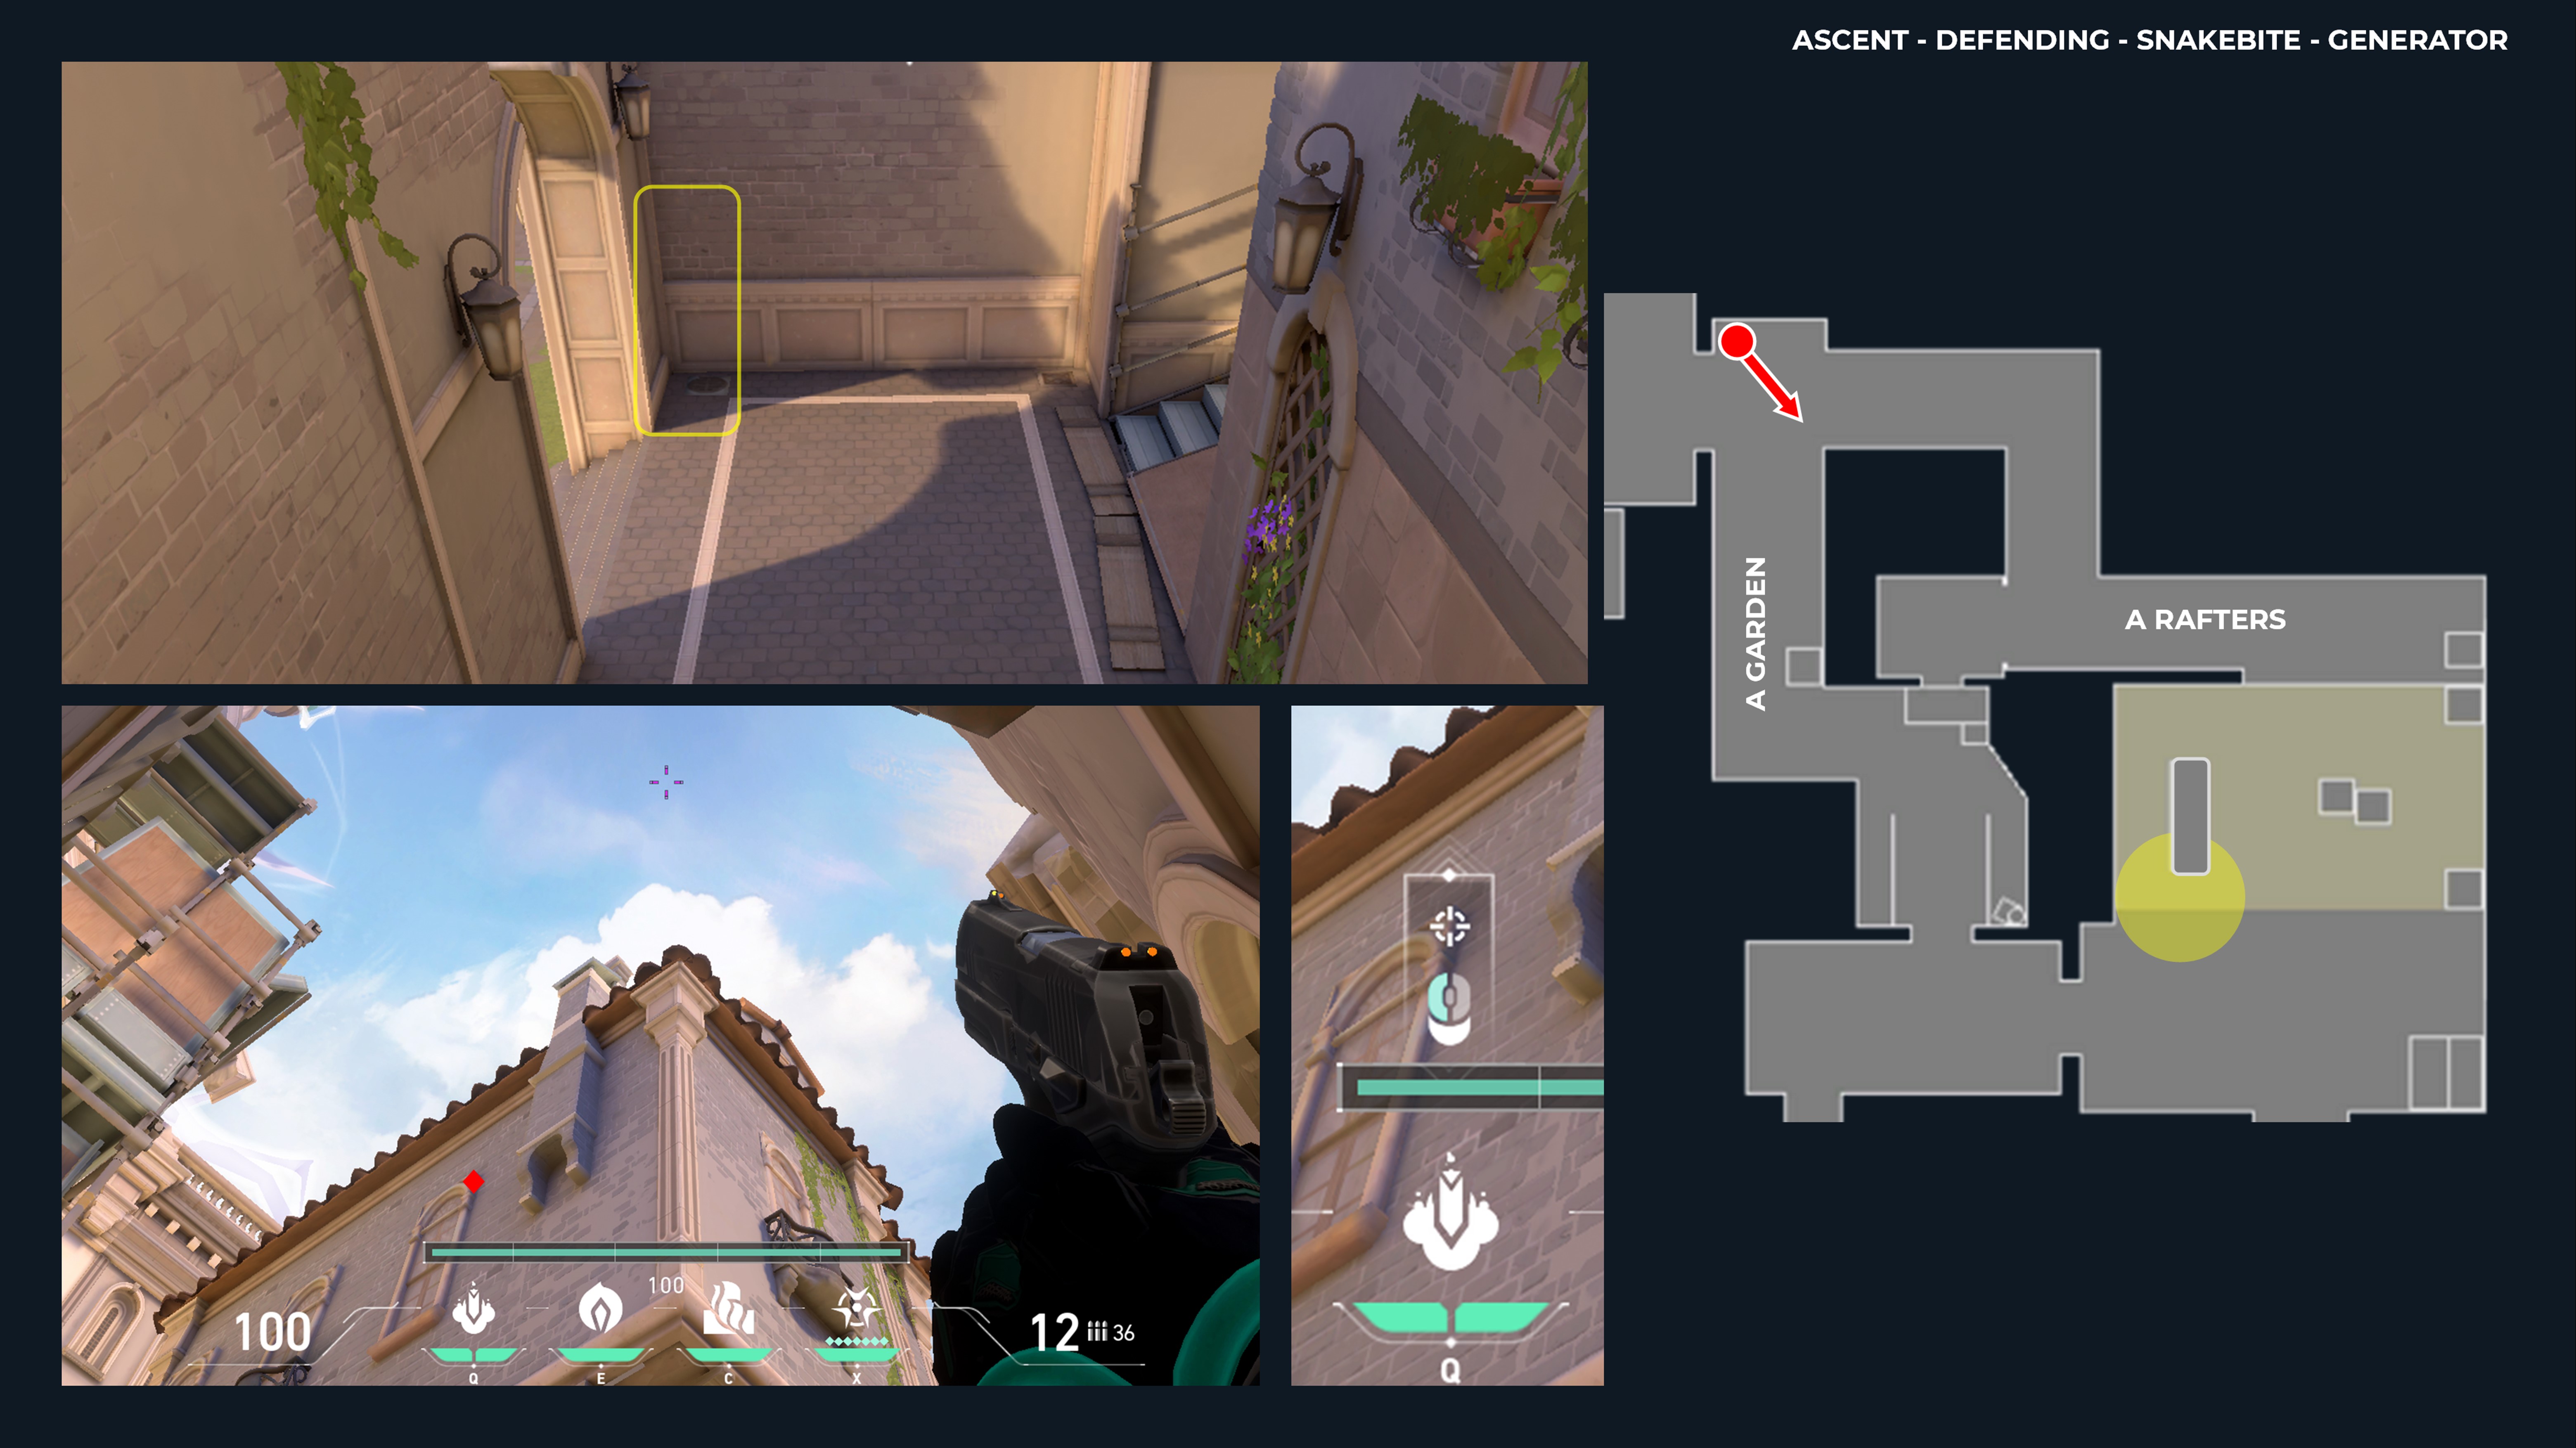 ASCENT - DEFENDING - SNAKEBITE - GENERATOR
A GARDEN
A RAFTERS
100
100
12 36
Q E C X
Q